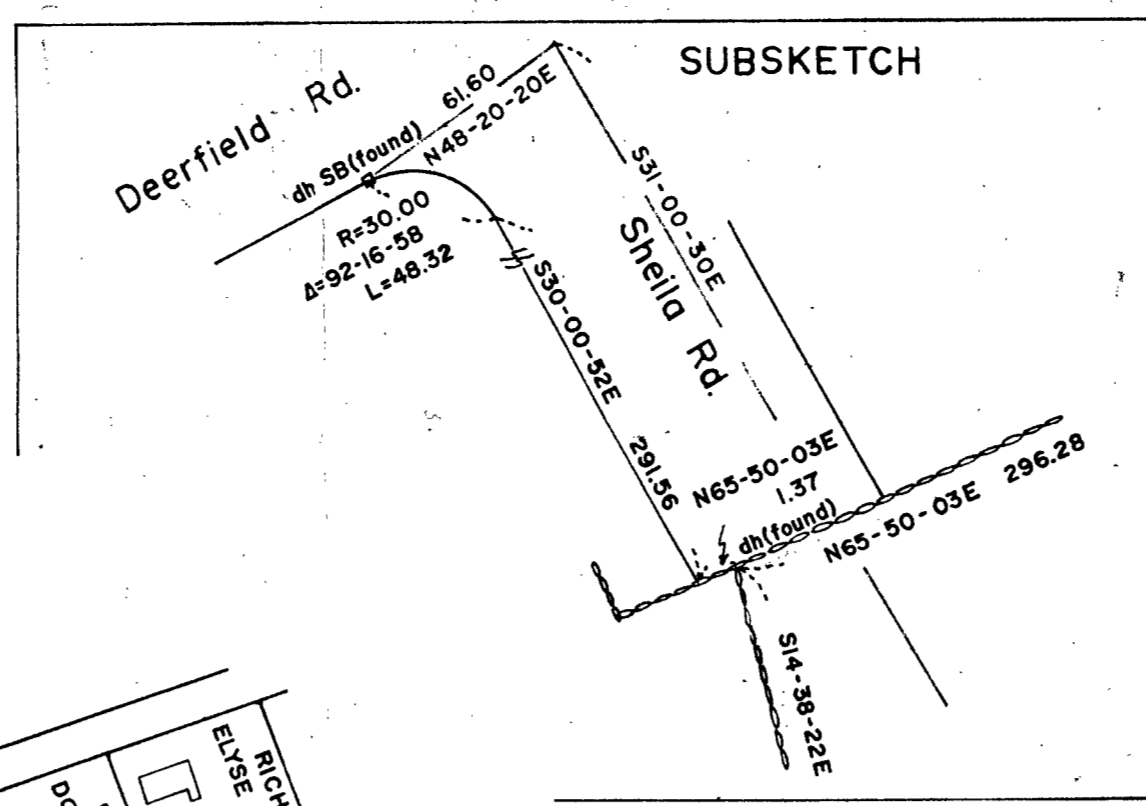 SUBSKETCH
Deerfield Rd.
61.60
N48-20-20E
dh SB(found)
R=30.00
Δ=92-16-58
L=48.32
S31-00-30E
Sheila Rd.
S30-00-52E 291.56
N65-50-03E
1.37
dh(found)
N65-50-03E 296.28
S14-38-22E
ELYSE
RICH
DO